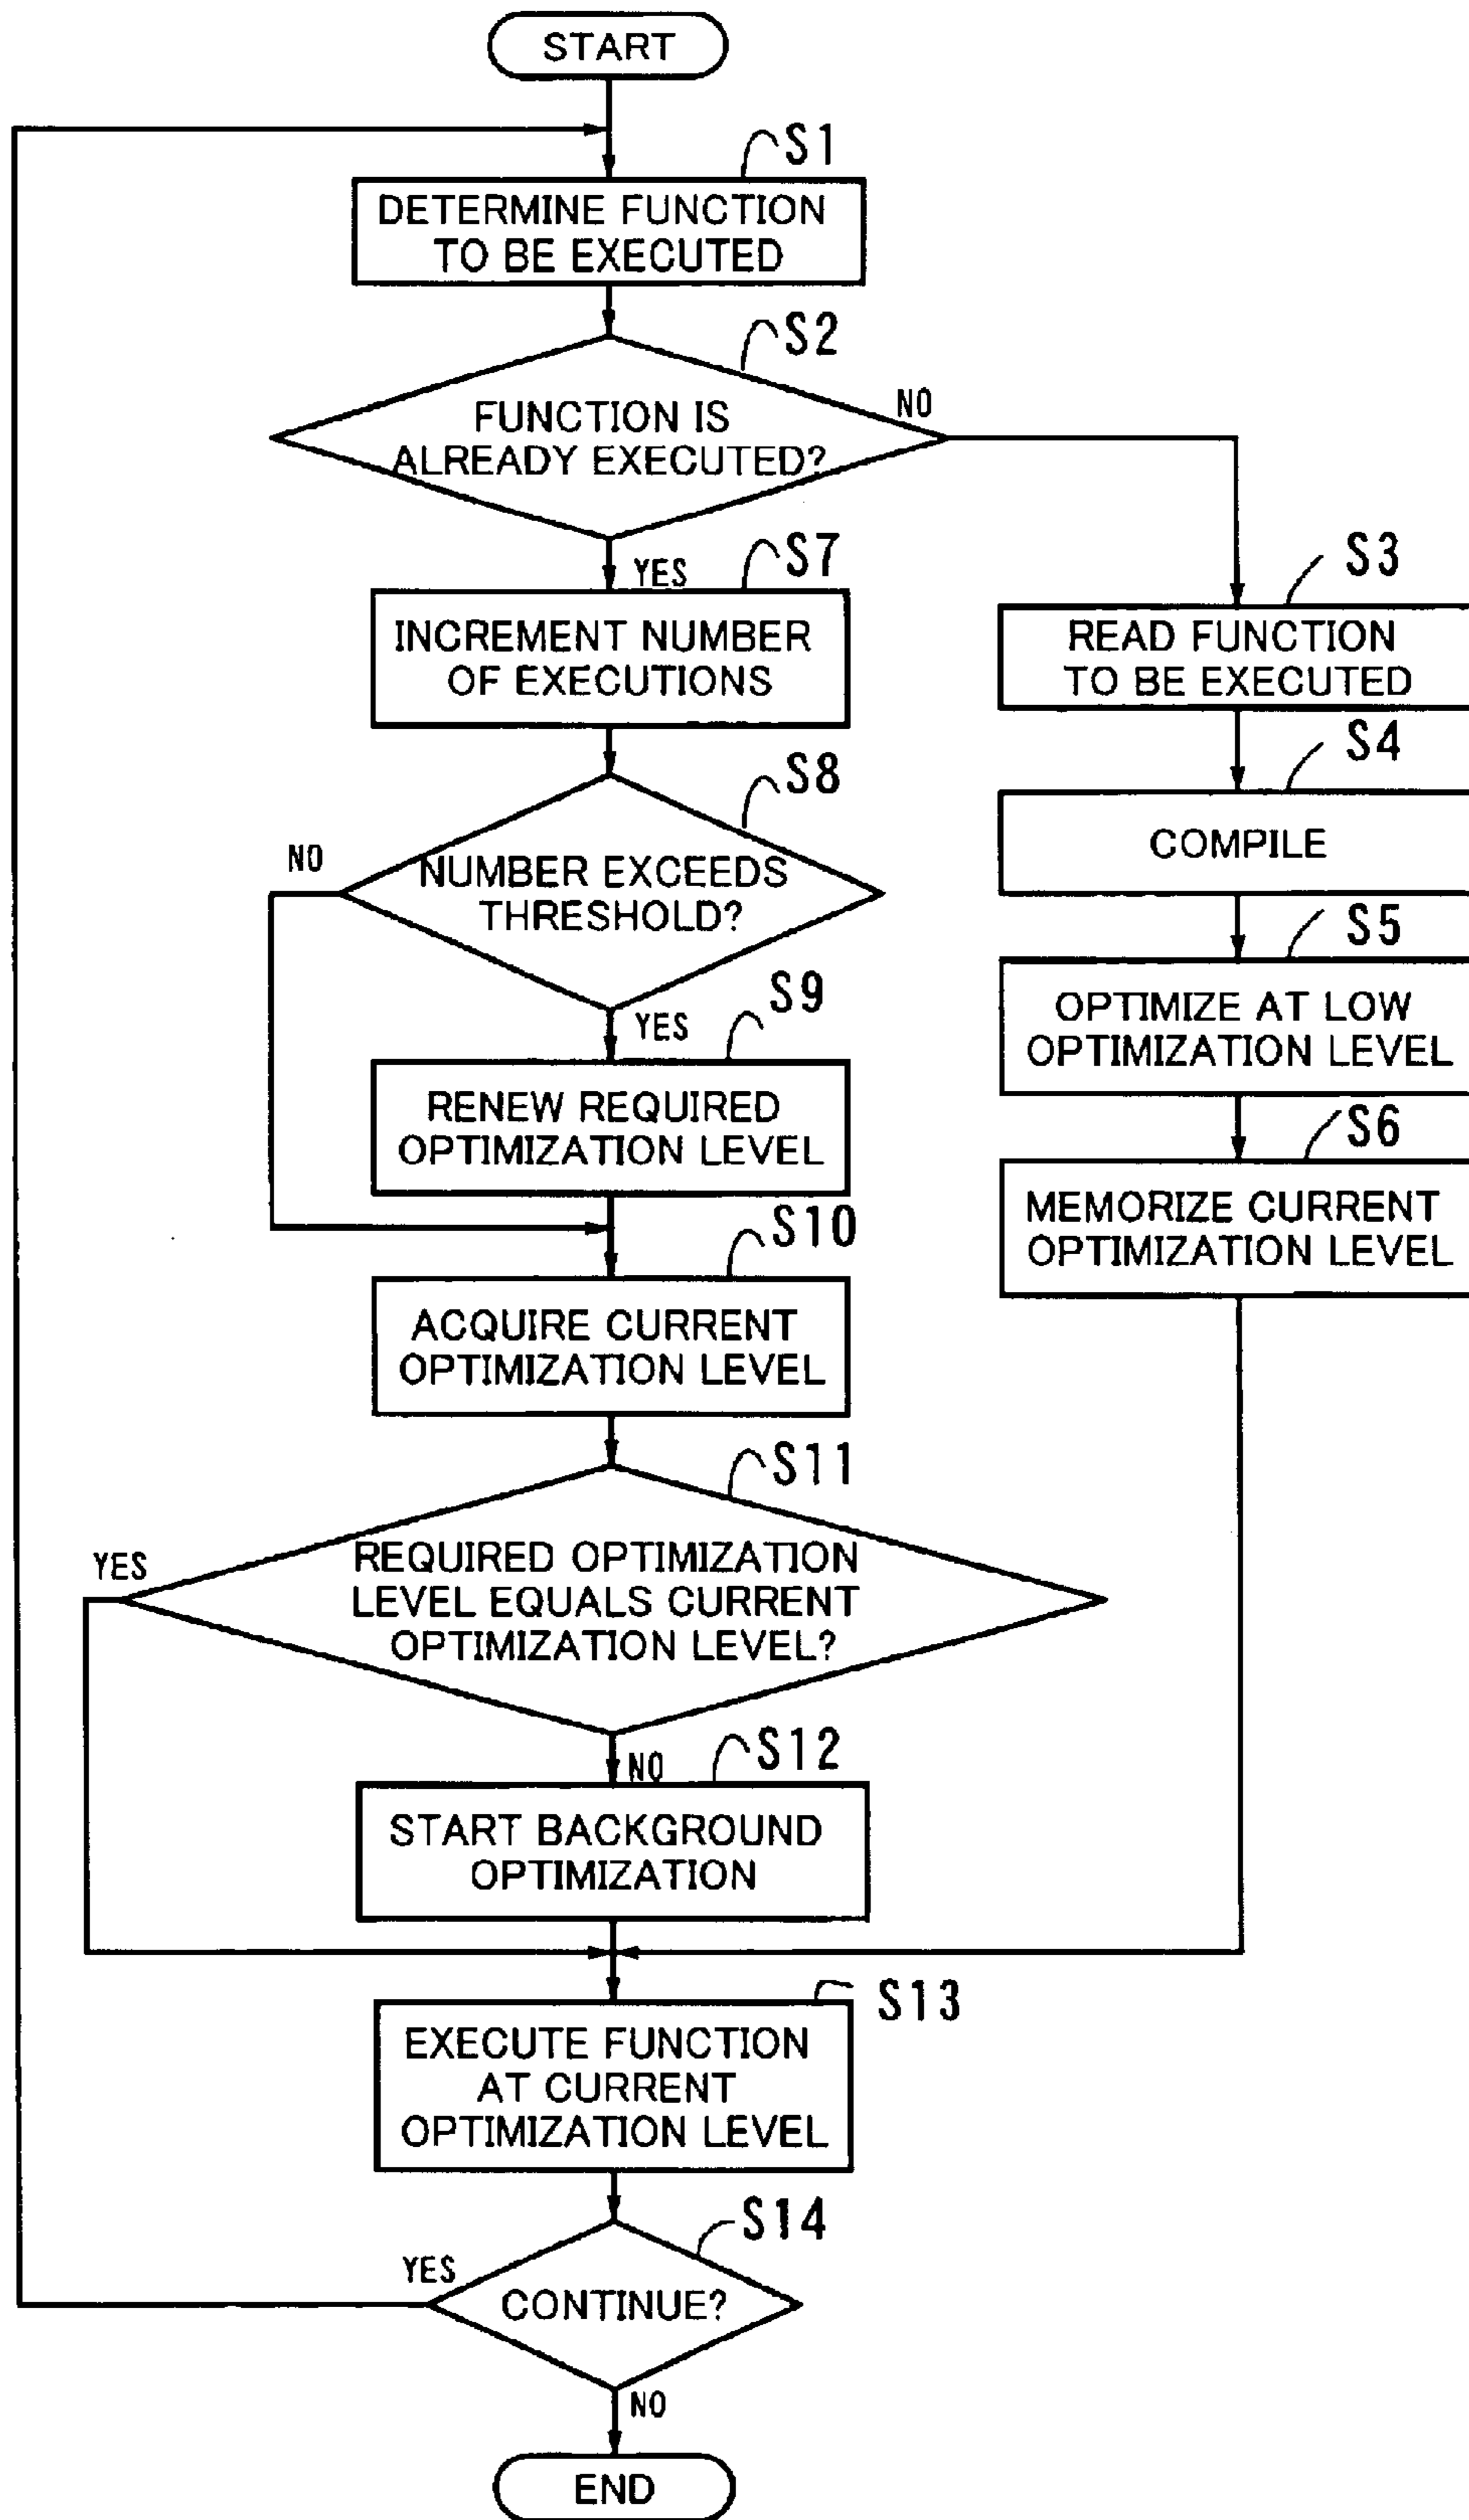 START
S1
DETERMINE FUNCTION
TO BE EXECUTED
S2
FUNCTION IS
ALREADY EXECUTED?
NO
YES
S7
INCREMENT NUMBER
OF EXECUTIONS
S3
READ FUNCTION
TO BE EXECUTED
S4
COMPILE
S5
OPTIMIZE AT LOW
OPTIMIZATION LEVEL
S6
MEMORIZE CURRENT
OPTIMIZATION LEVEL
S8
NUMBER EXCEEDS
THRESHOLD?
NO
YES
S9
RENEW REQUIRED
OPTIMIZATION LEVEL
S10
ACQUIRE CURRENT
OPTIMIZATION LEVEL
S11
REQUIRED OPTIMIZATION
LEVEL EQUALS CURRENT
OPTIMIZATION LEVEL?
YES
NO
S12
START BACKGROUND
OPTIMIZATION
S13
EXECUTE FUNCTION
AT CURRENT
OPTIMIZATION LEVEL
S14
CONTINUE?
YES
NO
END